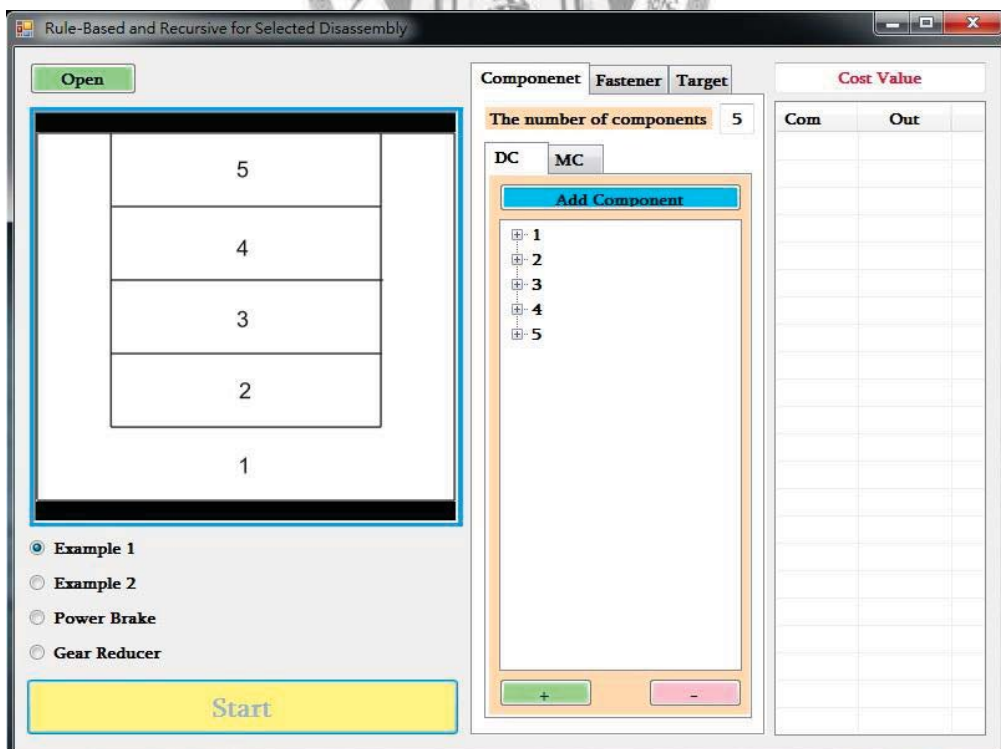 Rule-Based and Recursive for Selected Disassembly
Open
5
4
3
2
1
Example 1
Example 2
Power Brake
Gear Reducer
Start
Componenet Fastener Target
The number of components 5
DC MC
Add Component
1
2
3
4
5
+ -
Cost Value
Com Out